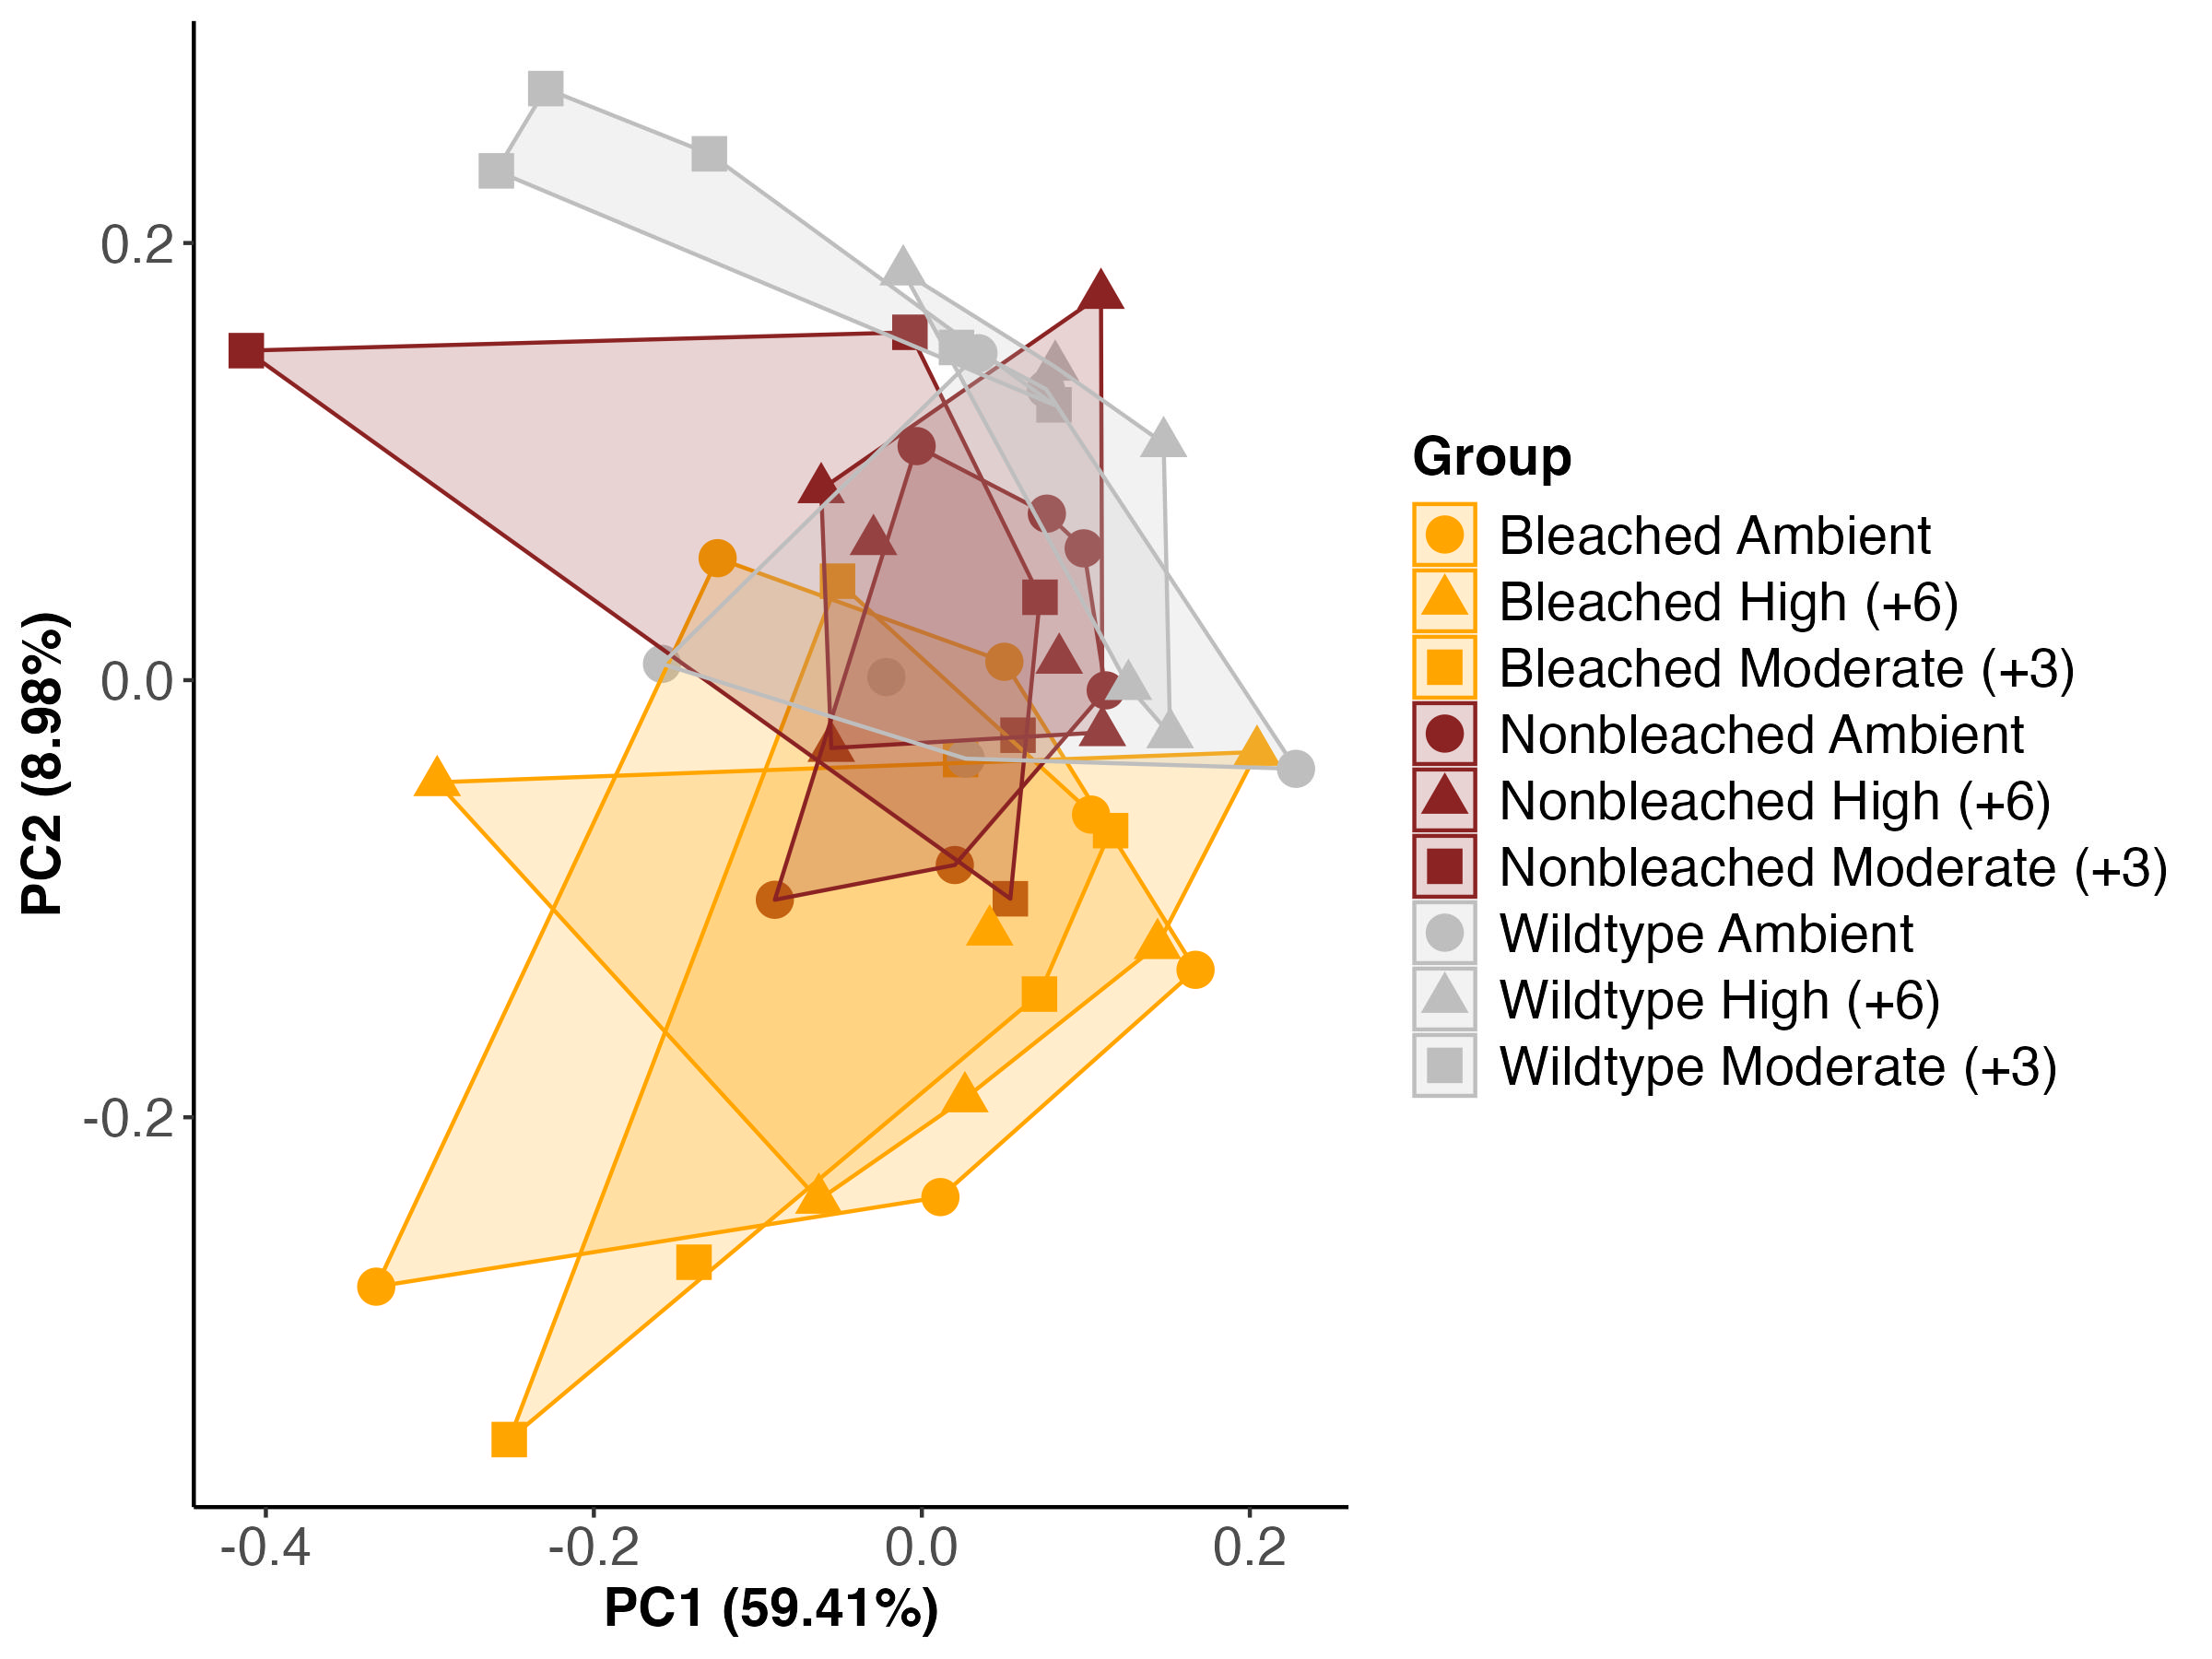 0.2
0.0
-0.2
PC2 (8.98%)
-0.4
-0.2
0.0
0.2
PC1 (59.41%)
Group
Bleached Ambient
Bleached High (+6)
Bleached Moderate (+3)
Nonbleached Ambient
Nonbleached High (+6)
Nonbleached Moderate (+3)
Wildtype Ambient
Wildtype High (+6)
Wildtype Moderate (+3)